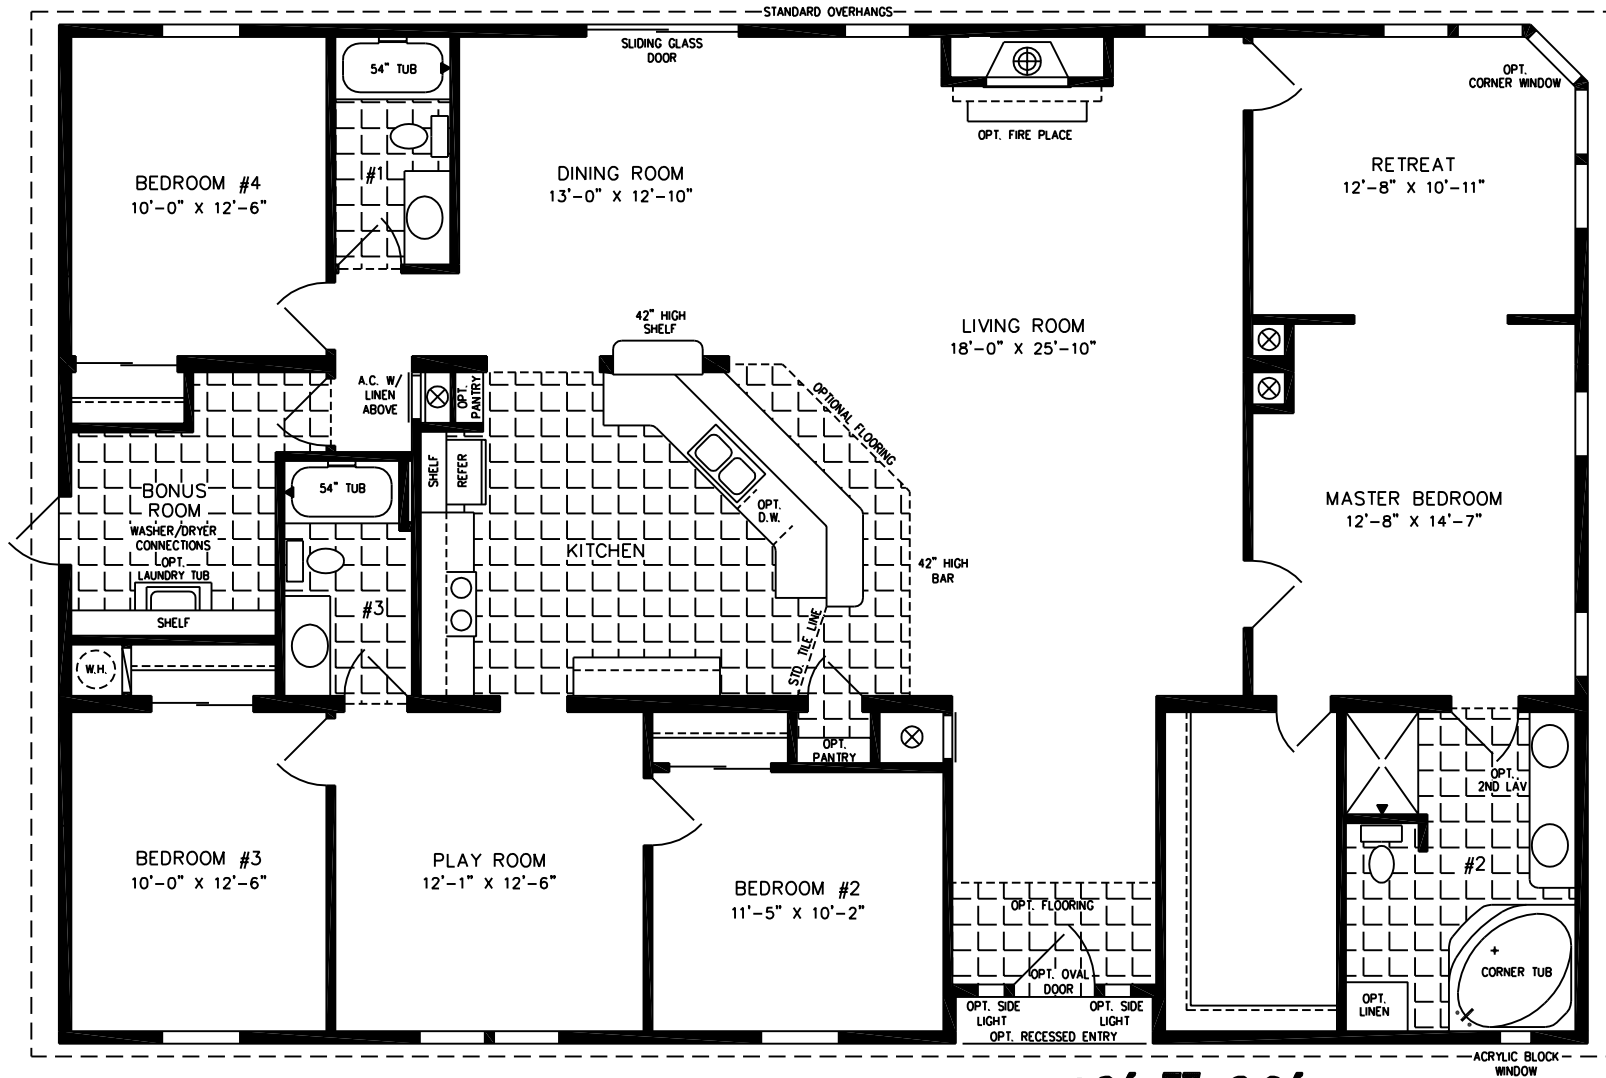 STANDARD OVERHANGS
SLIDING GLASS
DOOR
54" TUB
OPT.
CORNER WINDOW
OPT. FIRE PLACE
#1
BEDROOM #4
10'-0" X 12'-6"
DINING ROOM
13'-0" X 12'-10"
RETREAT
12'-8" X 10'-11"
42" HIGH
SHELF
LIVING ROOM
18'-0" X 25'-10"
A.C. W/
LINEN
ABOVE
OPT.
PANTRY
OPTIONAL FLOORING
SHELF
REFER
54" TUB
BONUS
ROOM
WASHER/DRYER
CONNECTIONS
OPT.
LAUNDRY TUB
SHELF
OPT.
D.W.
KITCHEN
42" HIGH
BAR
MASTER BEDROOM
12'-8" X 14'-7"
#3
STD. TILE LINE
W.H.
OPT.
PANTRY
OPT.
2ND LAV
BEDROOM #3
10'-0" X 12'-6"
PLAY ROOM
12'-1" X 12'-6"
BEDROOM #2
11'-5" X 10'-2"
#2
OPT. FLOORING
OPT. OVAL
DOOR
CORNER TUB
OPT.
LINEN
OPT. SIDE
LIGHT
OPT. SIDE
LIGHT
OPT. RECESSED ENTRY
ACRYLIC BLOCK
WINDOW